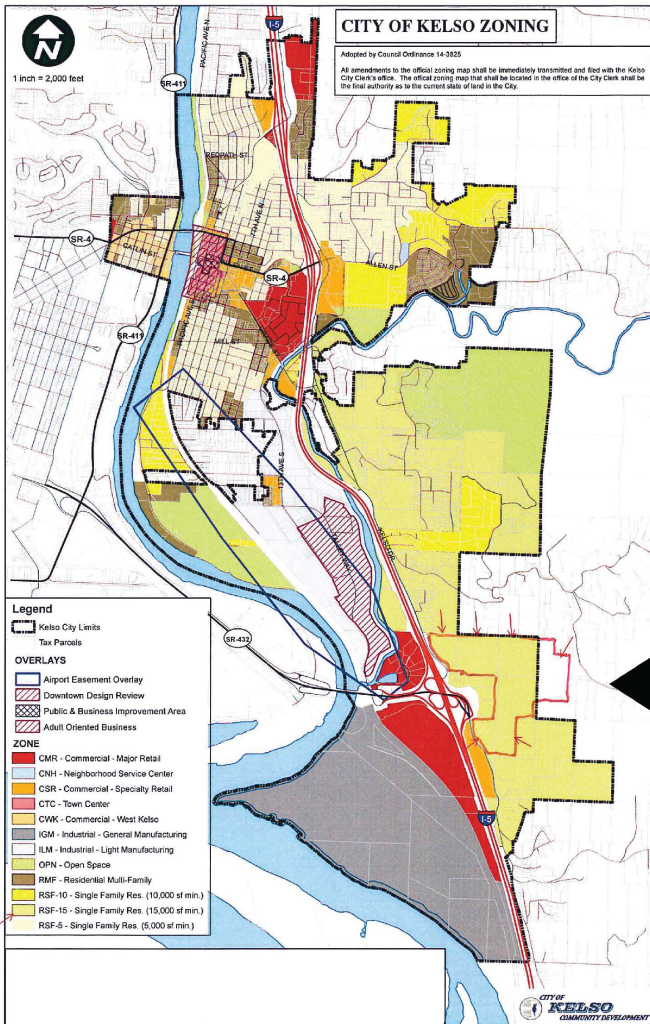 CITY OF KELSO ZONING
Adopted by Council Ordinance 14-3825
All amendments to the official zoning map shall be immediately transmitted and filed with the Kelso
City Clerk's office. The official zoning map that shall be located in the office of the City Clerk shall be
the final authority as to the current state of land in the City.
N
1 inch = 2,000 feet
PACIFIC AVE N
I-5
SR-411
REDPATH ST
7TH AVE N
SR-4
CATLIN ST
SR-4
ALLEN ST
SR-411
MILL ST
13TH AVE S
KELSO DR
SR-432
I-5
Legend
Kelso City Limits
Tax Parcels
OVERLAYS
Airport Easement Overlay
Downtown Design Review
Public & Business Improvement Area
Adult Oriented Business
ZONE
CMR - Commercial - Major Retail
CNH - Neighborhood Service Center
CSR - Commercial - Specialty Retail
CTC - Town Center
CWK - Commercial - West Kelso
IGM - Industrial - General Manufacturing
ILM - Industrial - Light Manufacturing
OPN - Open Space
RMF - Residential Multi-Family
RSF-10 - Single Family Res. (10,000 sf min.)
RSF-15 - Single Family Res. (15,000 sf min.)
RSF-5 - Single Family Res. (5,000 sf min.)
CITY OF
KELSO
COMMUNITY DEVELOPMENT